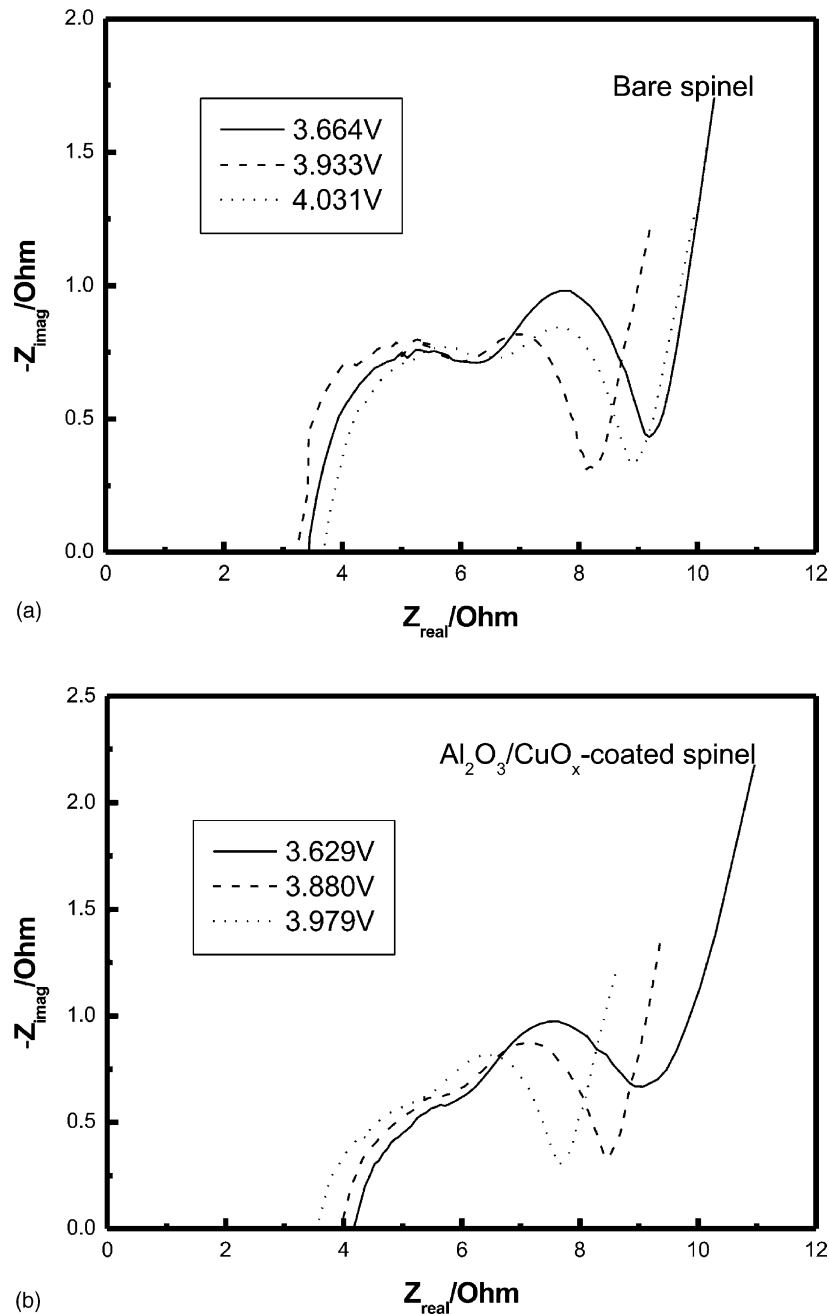 2.0
Bare spinel
3.664V
3.933V
4.031V
1.5
1.0
0.5
0.0
-Z_imag/Ohm
0 2 4 6 8 10 12
Z_real/Ohm
(a)
2.5
Al₂O₃/CuOₓ-coated spinel
2.0
3.629V
3.880V
3.979V
1.5
1.0
0.5
0.0
-Z_imag/Ohm
0 2 4 6 8 10 12
Z_real/Ohm
(b)